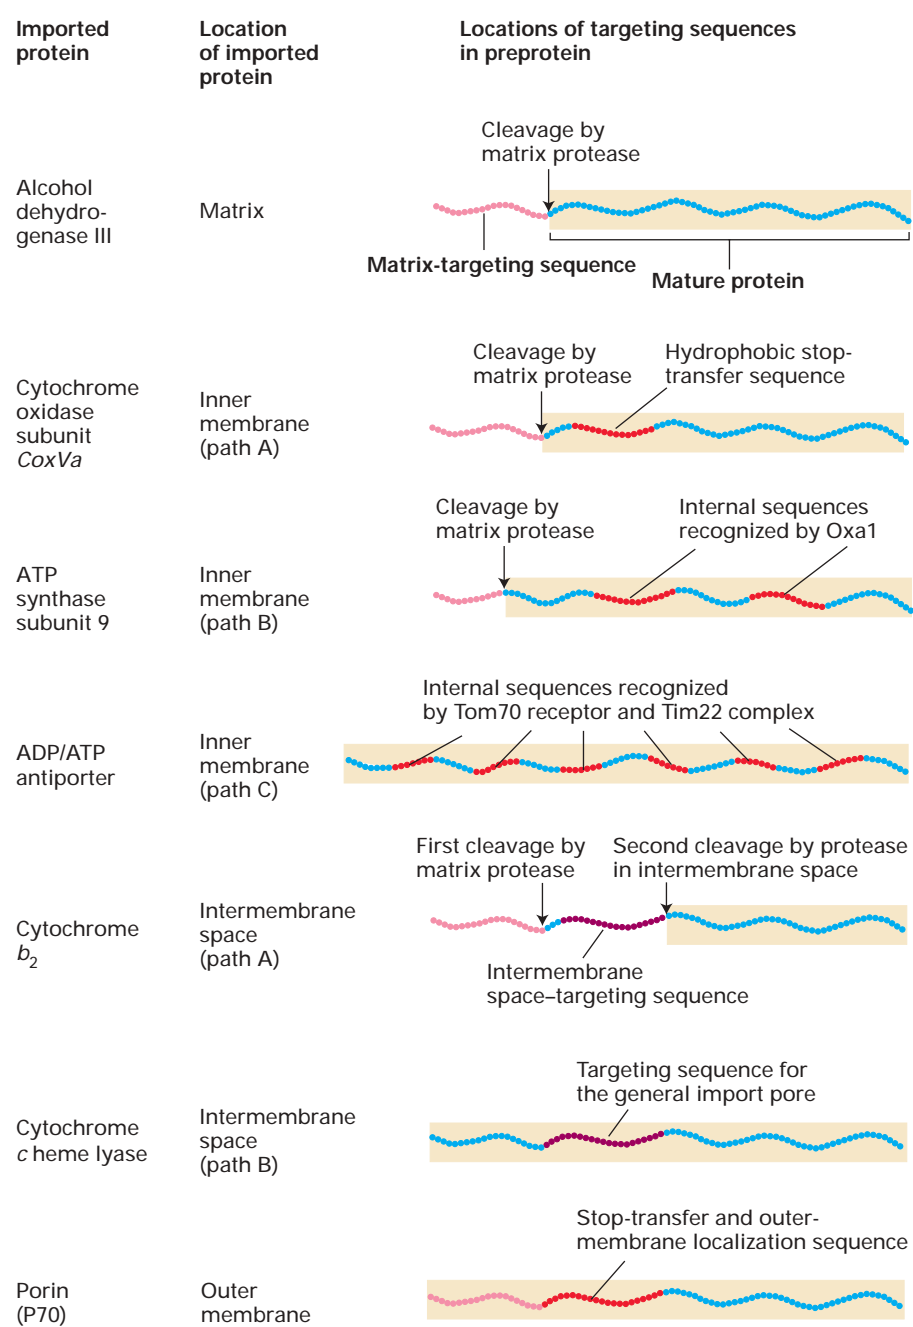 Imported
protein
Location
of imported
protein
Locations of targeting sequences
in preprotein
Alcohol
dehydro-
genase III
Matrix
Cleavage by
matrix protease
Matrix-targeting sequence
Mature protein
Cytochrome
oxidase
subunit
CoxVa
Inner
membrane
(path A)
Cleavage by
matrix protease
Hydrophobic stop-
transfer sequence
ATP
synthase
subunit 9
Inner
membrane
(path B)
Cleavage by
matrix protease
Internal sequences
recognized by Oxa1
ADP/ATP
antiporter
Inner
membrane
(path C)
Internal sequences recognized
by Tom70 receptor and Tim22 complex
Cytochrome
b2
Intermembrane
space
(path A)
First cleavage by
matrix protease
Second cleavage by protease
in intermembrane space
Intermembrane
space–targeting sequence
Cytochrome
c heme lyase
Intermembrane
space
(path B)
Targeting sequence for
the general import pore
Porin
(P70)
Outer
membrane
Stop-transfer and outer-
membrane localization sequence